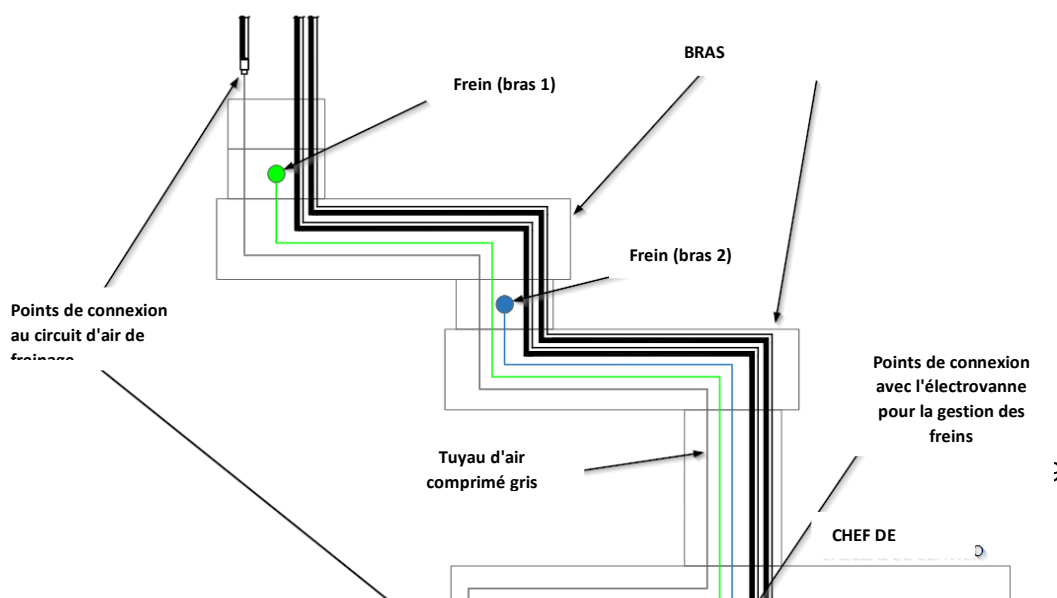 BRAS
Frein (bras 1)
Frein (bras 2)
Points de connexion
au circuit d'air de
freinage
Points de connexion
avec l'électrovanne
pour la gestion des
freins
Tuyau d'air
comprimé gris
CHEF DE